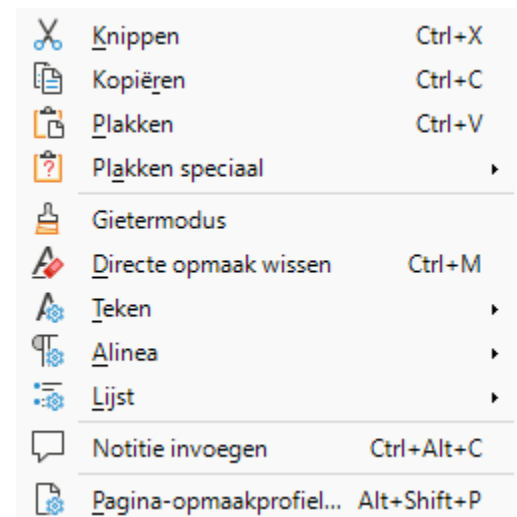 Knippen Ctrl+X
Kopiëren Ctrl+C
Plakken Ctrl+V
Plakken speciaal
Gietermodus
Directe opmaak wissen Ctrl+M
Teken
Alinea
Lijst
Notitie invoegen Ctrl+Alt+C
Pagina-opmaakprofiel... Alt+Shift+P